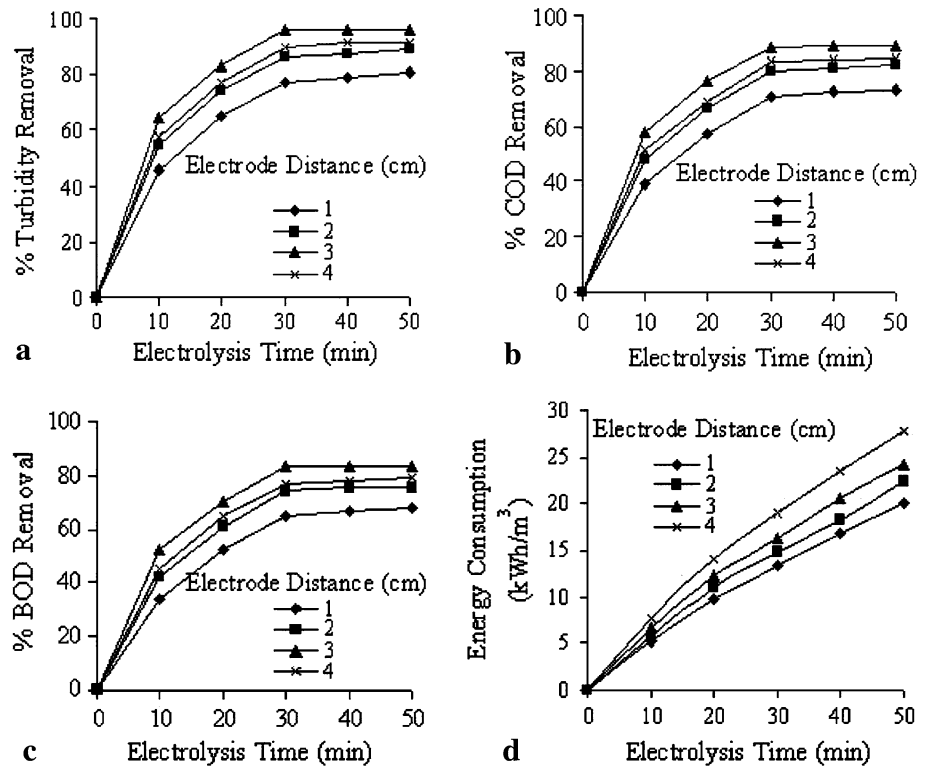 100
80
60
40
20
0
% Turbidity Removal
Electrode Distance (cm)
1
2
3
4
0 10 20 30 40 50
Electrolysis Time (min)
a
100
80
60
40
20
0
% COD Removal
Electrode Distance (cm)
1
2
3
4
0 10 20 30 40 50
Electrolysis Time (min)
b
100
80
60
40
20
0
% BOD Removal
Electrode Distance (cm)
1
2
3
4
0 10 20 30 40 50
Electrolysis Time (min)
c
30
25
20
15
10
5
0
Energy Consumption
(kWh/m³)
Electrode Distance (cm)
1
2
3
4
0 10 20 30 40 50
Electrolysis Time (min)
d